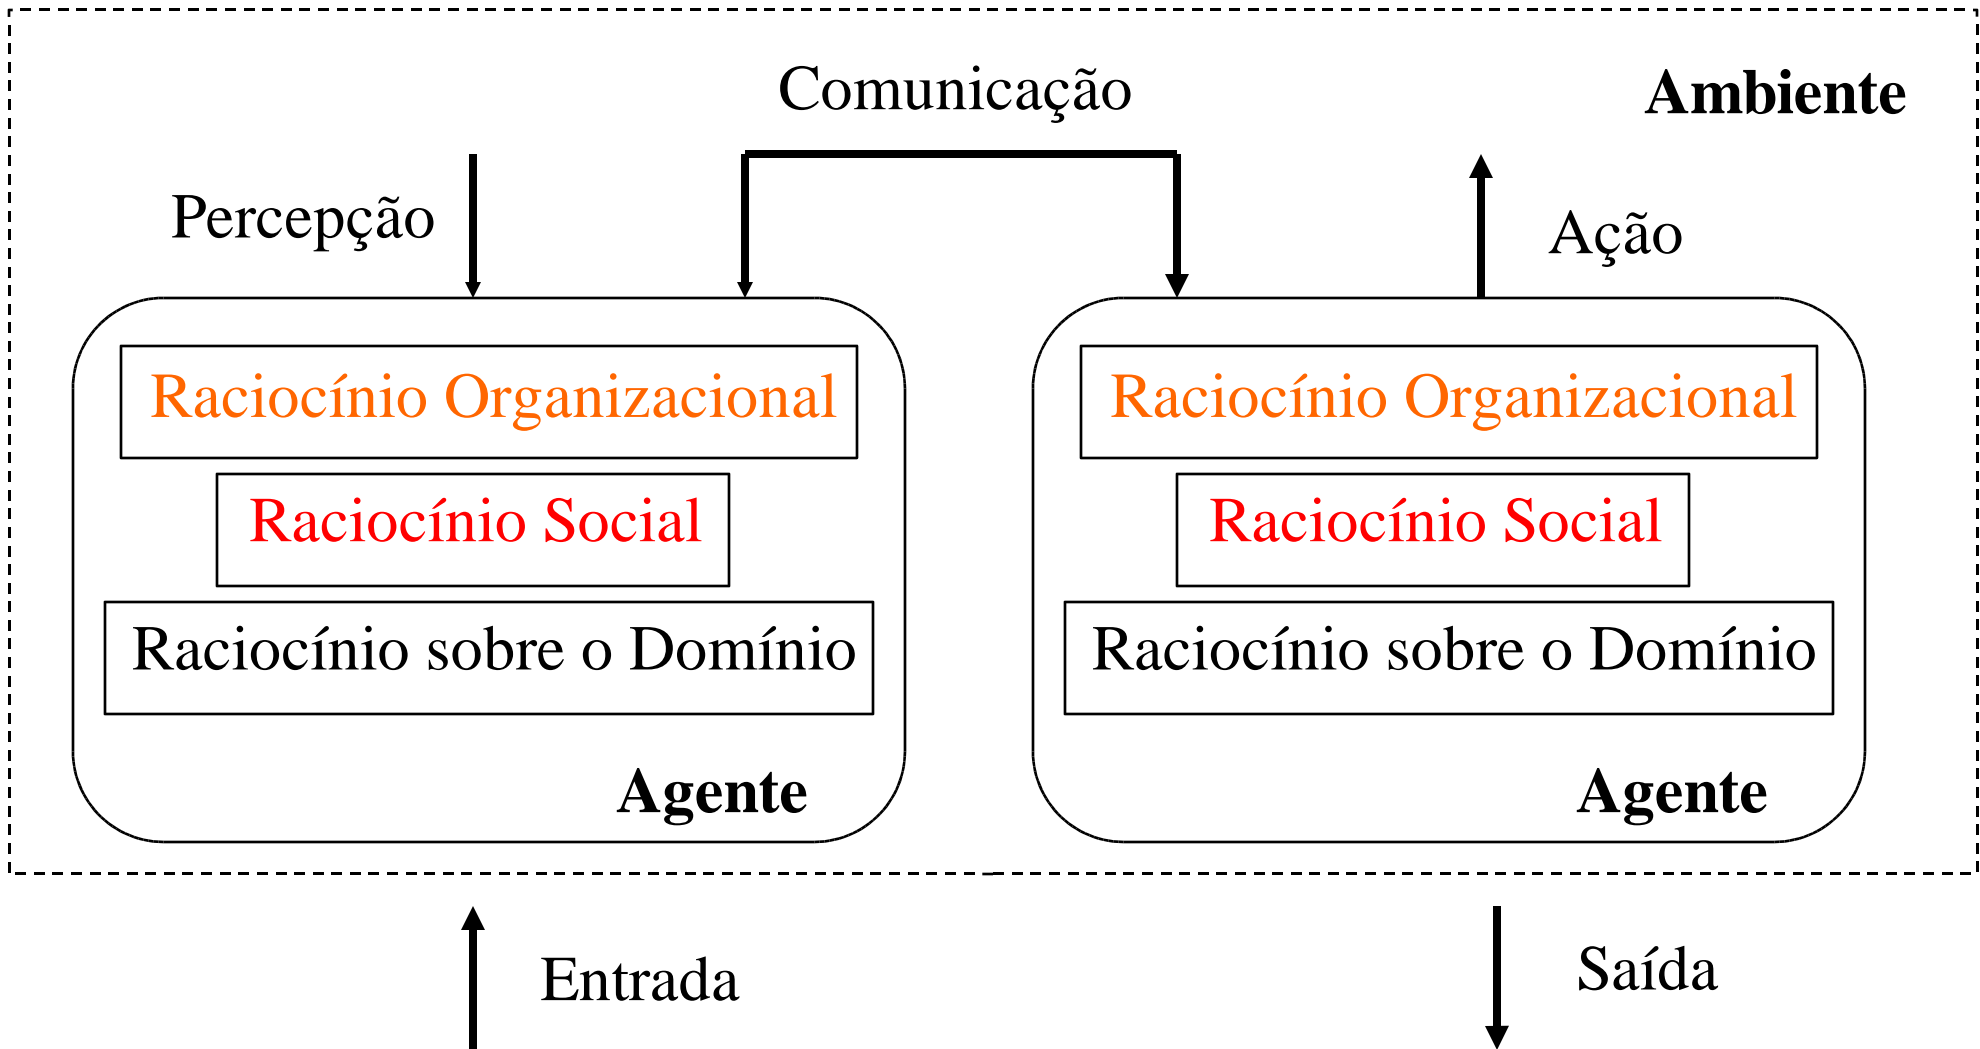 Comunicação
Ambiente
Percepção
Ação
Raciocínio Organizacional
Raciocínio Social
Raciocínio sobre o Domínio
Agente
Raciocínio Organizacional
Raciocínio Social
Raciocínio sobre o Domínio
Agente
Entrada
Saída